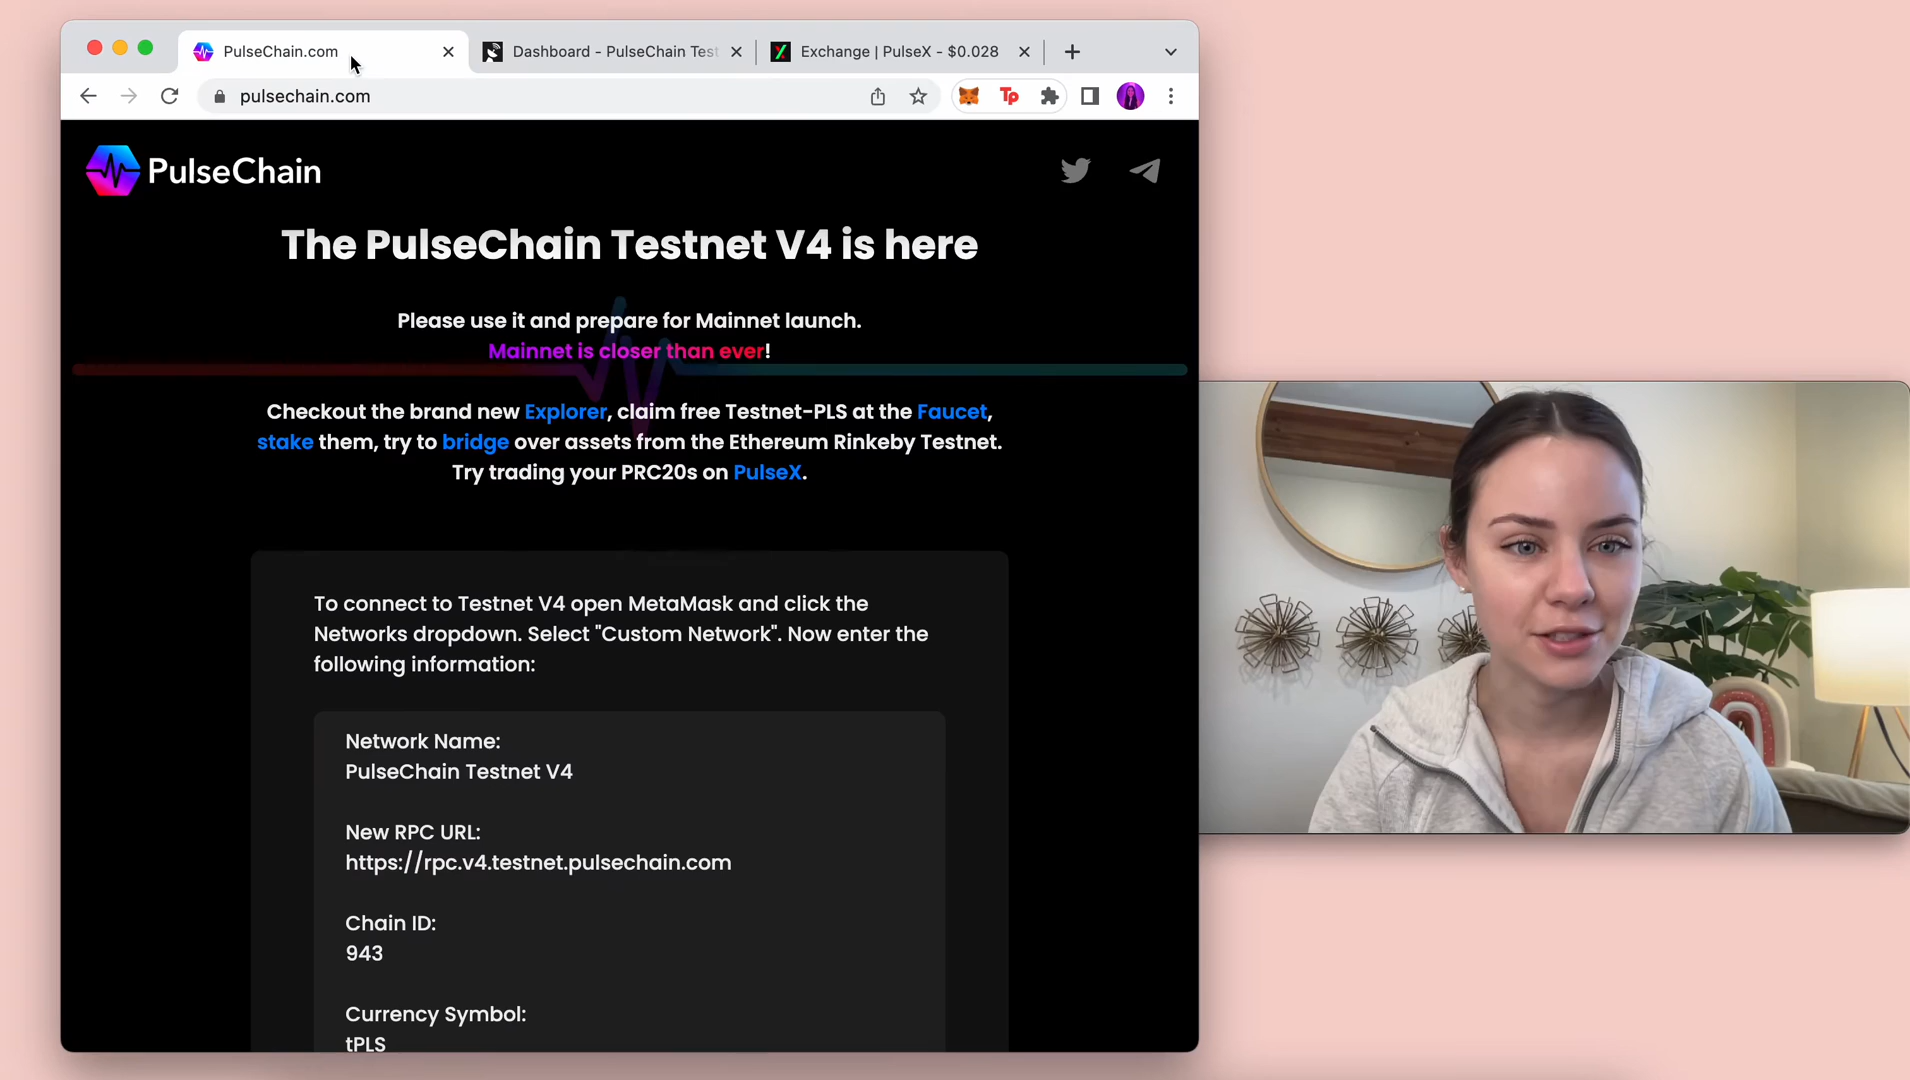 PulseChain.com
Dashboard - PulseChain Test
Exchange | PulseX - $0.028
pulsechain.com
Tp
PulseChain
The PulseChain Testnet V4 is here
Please use it and prepare for Mainnet launch.
Mainnet is closer than ever!
Checkout the brand new Explorer, claim free Testnet-PLS at the Faucet,
stake them, try to bridge over assets from the Ethereum Rinkeby Testnet.
Try trading your PRC20s on PulseX.
To connect to Testnet V4 open MetaMask and click the
Networks dropdown. Select "Custom Network". Now enter the
following information:
Network Name:
PulseChain Testnet V4
New RPC URL:
https://rpc.v4.testnet.pulsechain.com
Chain ID:
943
Currency Symbol:
tPLS